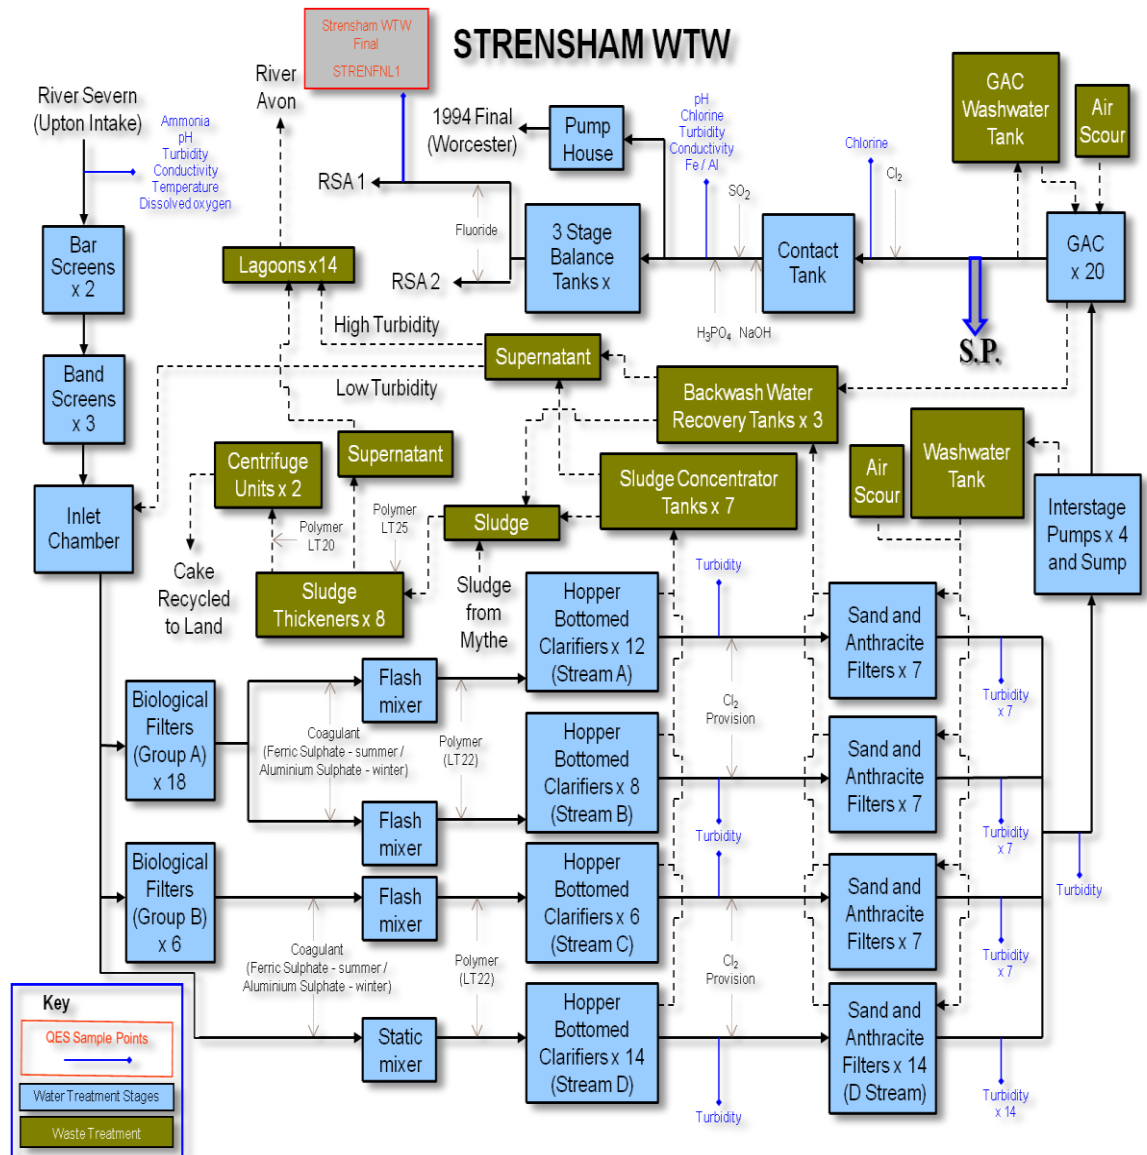 STRENSHAM WTW
Strensham WTW
Final
STRENFNL1
River
Avon
River Severn
(Upton Intake)
Ammonia
pH
Turbidity
Conductivity
Temperature
Dissolved oxygen
1994 Final
(Worcester)
Pump
House
pH
Chlorine
Turbidity
Conductivity
Fe / Al
Chlorine
Cl2
GAC
Washwater
Tank
Air
Scour
RSA 1
Fluoride
RSA 2
3 Stage
Balance
Tanks x
SO2
H3PO4
NaOH
Contact
Tank
GAC
x 20
S.P.
Bar
Screens
x 2
Lagoons x14
High Turbidity
Low Turbidity
Supernatant
Backwash Water
Recovery Tanks x 3
Band
Screens
x 3
Centrifuge
Units x 2
Supernatant
Sludge Concentrator
Tanks x 7
Air
Scour
Washwater
Tank
Interstage
Pumps x 4
and Sump
Inlet
Chamber
Polymer
LT20
Polymer
LT25
Sludge
Cake
Recycled
to Land
Sludge
Thickeners x 8
Sludge
from
Mythe
Hopper
Bottomed
Clarifiers x 12
(Stream A)
Turbidity
Sand and
Anthracite
Filters x 7
Turbidity
x 7
Biological
Filters
(Group A)
x 18
Flash
mixer
Coagulant
(Ferric Sulphate - summer /
Aluminium Sulphate - winter)
Polymer
(LT22)
Flash
mixer
Cl2
Provision
Hopper
Bottomed
Clarifiers x 8
(Stream B)
Turbidity
Sand and
Anthracite
Filters x 7
Turbidity
x 7
Turbidity
Biological
Filters
(Group B)
x 6
Flash
mixer
Hopper
Bottomed
Clarifiers x 6
(Stream C)
Sand and
Anthracite
Filters x 7
Turbidity
x 7
Coagulant
(Ferric Sulphate - summer /
Aluminium Sulphate - winter)
Polymer
(LT22)
Cl2
Provision
Static
mixer
Hopper
Bottomed
Clarifiers x 14
(Stream D)
Turbidity
Sand and
Anthracite
Filters x 14
(D Stream)
Turbidity
x 14
Key
QES Sample Points
Water Treatment Stages
Waste Treatment